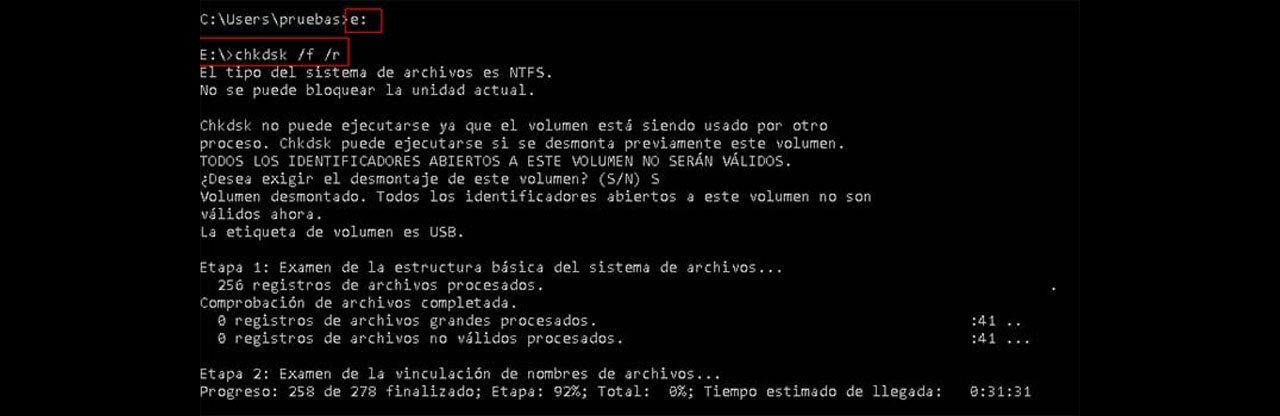 C:\Users\pruebas>e:
E:\>chkdsk /f /r
El tipo del sistema de archivos es NTFS.
No se puede bloquear la unidad actual.
Chkdsk no puede ejecutarse ya que el volumen está siendo usado por otro
proceso. Chkdsk puede ejecutarse si se desmonta previamente este volumen.
TODOS LOS IDENTIFICADORES ABIERTOS A ESTE VOLUMEN NO SERÁN VÁLIDOS.
¿Desea exigir el desmontaje de este volumen? (S/N) S
Volumen desmontado. Todos los identificadores abiertos a este volumen no son
válidos ahora.
La etiqueta de volumen es USB.
Etapa 1: Examen de la estructura básica del sistema de archivos...
256 registros de archivos procesados. .
Comprobación de archivos completada.
0 registros de archivos grandes procesados. :41 ..
0 registros de archivos no válidos procesados. :41 ...
Etapa 2: Examen de la vinculación de nombres de archivos...
Progreso: 258 de 278 finalizado; Etapa: 92%; Total: 0%; Tiempo estimado de llegada: 0:31:31